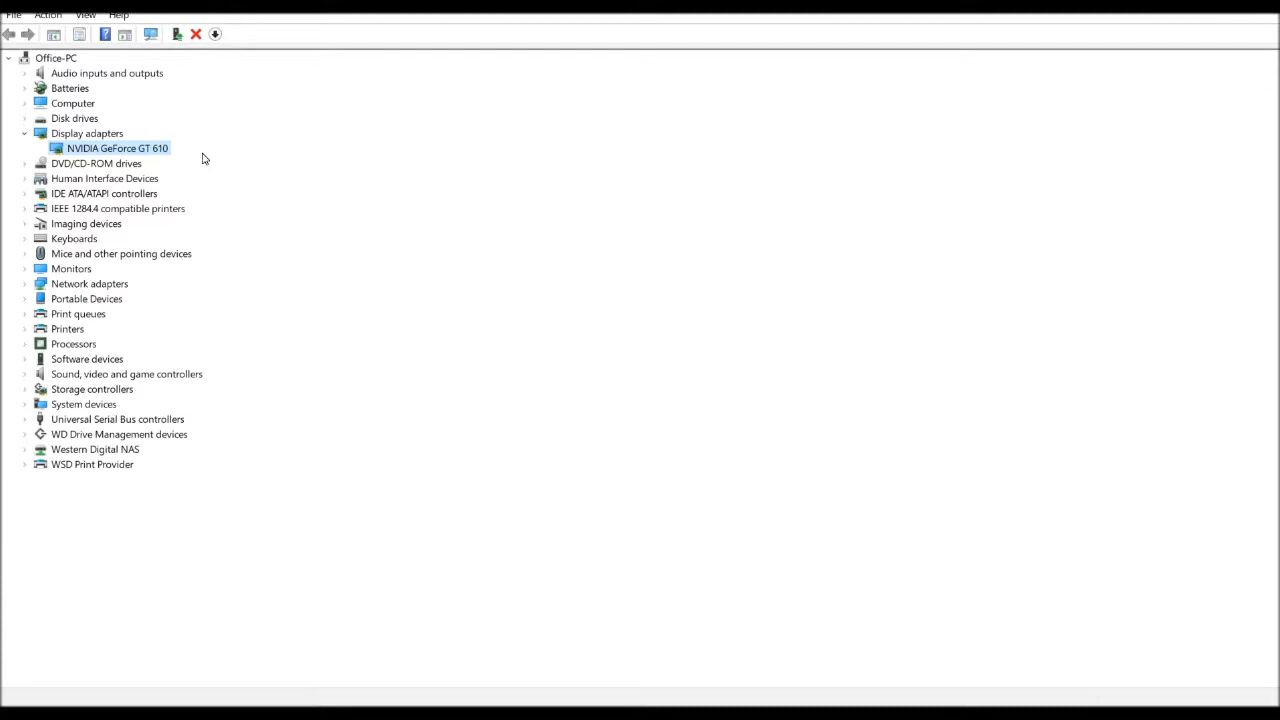 File Action View Help
Office-PC
Audio inputs and outputs
Batteries
Computer
Disk drives
Display adapters
NVIDIA GeForce GT 610
DVD/CD-ROM drives
Human Interface Devices
IDE ATA/ATAPI controllers
IEEE 1284.4 compatible printers
Imaging devices
Keyboards
Mice and other pointing devices
Monitors
Network adapters
Portable Devices
Print queues
Printers
Processors
Software devices
Sound, video and game controllers
Storage controllers
System devices
Universal Serial Bus controllers
WD Drive Management devices
Western Digital NAS
WSD Print Provider